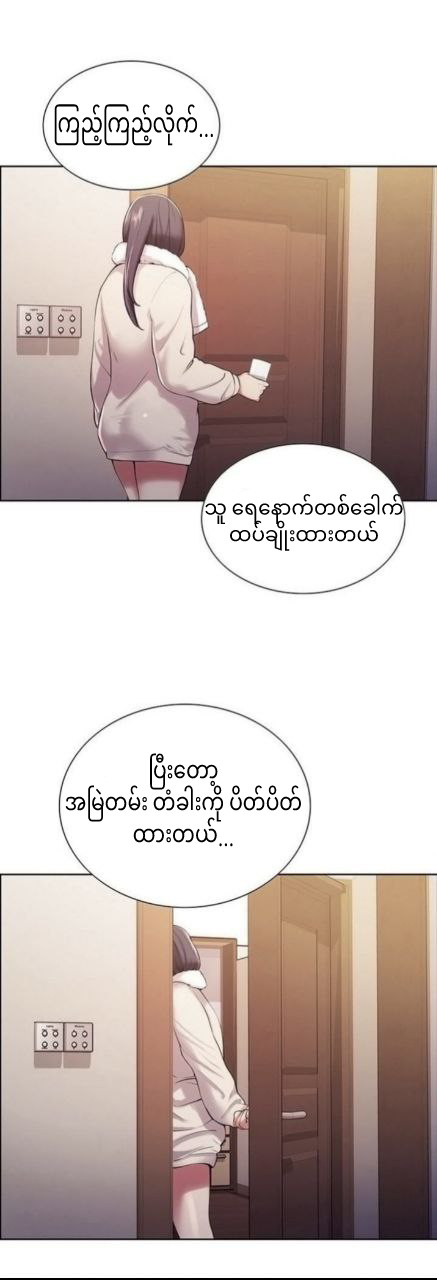 ကြည့်ကြည့်လိုက်...
သူ ရေနောက်တစ်ခေါက်
ထပ်ချိုးထားတယ်
ပြီးတော့
အမြဲတမ်း တံခါးကို ပိတ်ပိတ်
ထားတယ်...